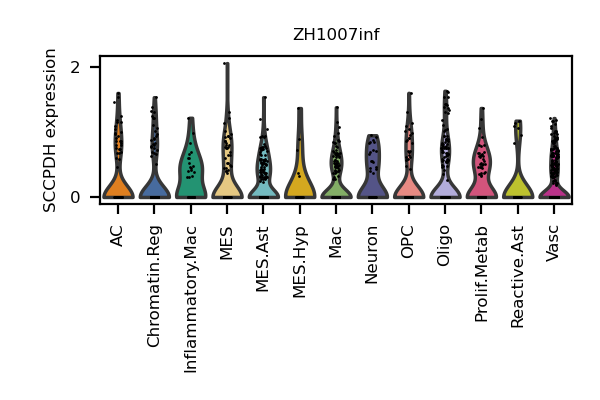 ZH1007inf
SCCPDH expression
2
0
AC
Chromatin.Reg
Inflammatory.Mac
MES
MES.Ast
MES.Hyp
Mac
Neuron
OPC
Oligo
Prolif.Metab
Reactive.Ast
Vasc